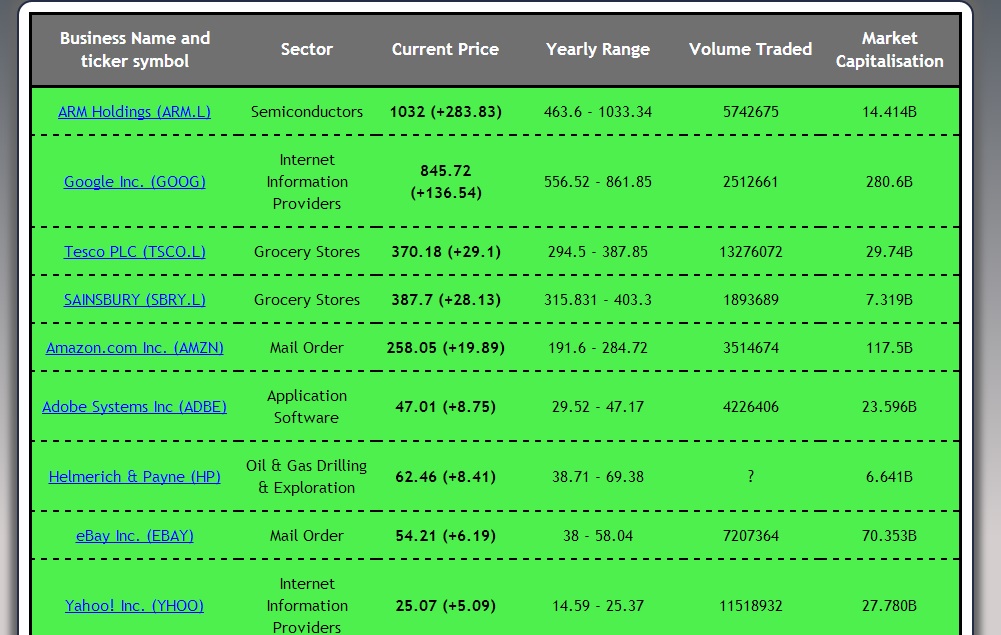 Business Name and
ticker symbol
Sector
Current Price
Yearly Range
Volume Traded
Market
Capitalisation
ARM Holdings (ARM.L)
Semiconductors
1032 (+283.83)
463.6 - 1033.34
5742675
14.414B
Google Inc. (GOOG)
Internet
Information
Providers
845.72
(+136.54)
556.52 - 861.85
2512661
280.6B
Tesco PLC (TSCO.L)
Grocery Stores
370.18 (+29.1)
294.5 - 387.85
13276072
29.74B
SAINSBURY (SBRY.L)
Grocery Stores
387.7 (+28.13)
315.831 - 403.3
1893689
7.319B
Amazon.com Inc. (AMZN)
Mail Order
258.05 (+19.89)
191.6 - 284.72
3514674
117.5B
Adobe Systems Inc (ADBE)
Application
Software
47.01 (+8.75)
29.52 - 47.17
4226406
23.596B
Helmerich & Payne (HP)
Oil & Gas Drilling
& Exploration
62.46 (+8.41)
38.71 - 69.38
?
6.641B
eBay Inc. (EBAY)
Mail Order
54.21 (+6.19)
38 - 58.04
7207364
70.353B
Yahoo! Inc. (YHOO)
Internet
Information
Providers
25.07 (+5.09)
14.59 - 25.37
11518932
27.780B